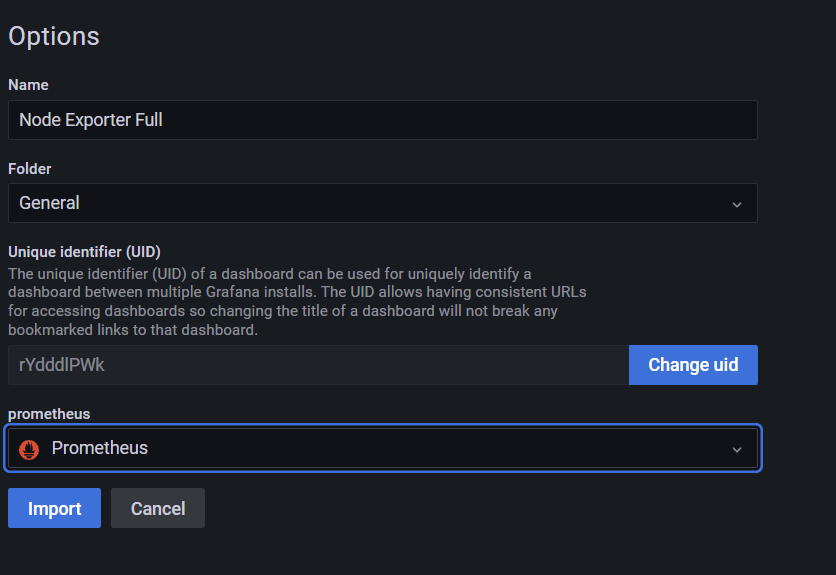 Options
Name
Node Exporter Full
Folder
General
Unique identifier (UID)
The unique identifier (UID) of a dashboard can be used for uniquely identify a
dashboard between multiple Grafana installs. The UID allows having consistent URLs
for accessing dashboards so changing the title of a dashboard will not break any
bookmarked links to that dashboard.
rYdddlPWk
Change uid
prometheus
Prometheus
Import
Cancel